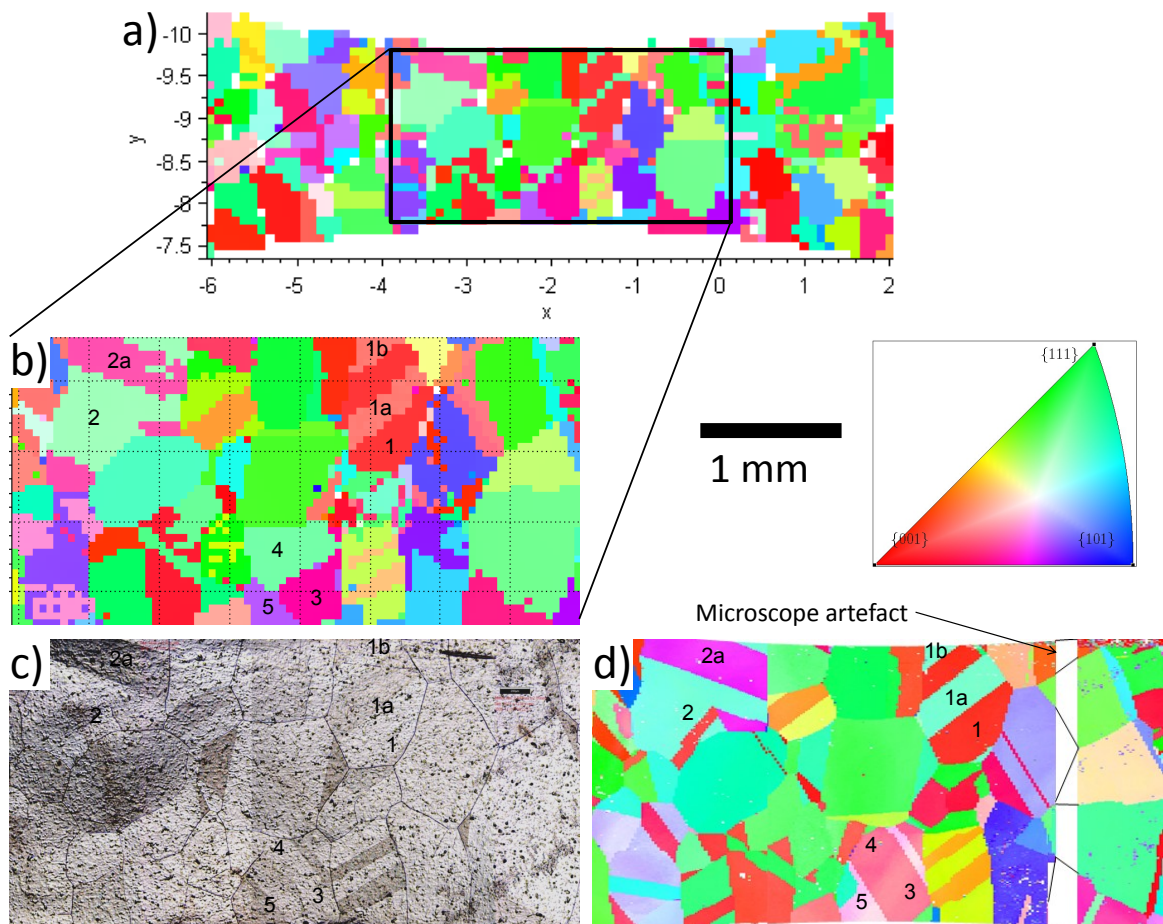 a)
-10
-9.5
-9
-8.5
-8
-7.5
y
-6 -5 -4 -3 -2 -1 0 1 2
x
b)
2a
2
1b
1a
1
4
5
3
1 mm
{111}
{001}
{101}
Microscope artefact
c)
2a
2
1b
1a
1
4
3
5
d)
2a
2
1b
1a
1
4
3
5